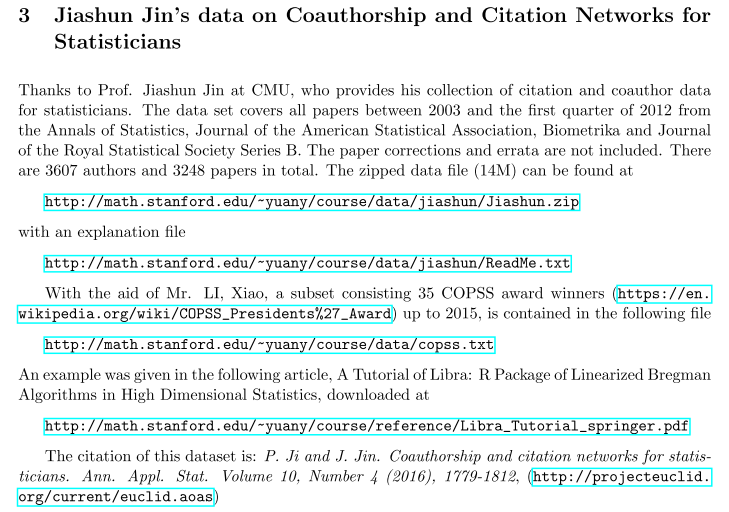 3 Jiashun Jin's data on Coauthorship and Citation Networks for
Statisticians
Thanks to Prof. Jiashun Jin at CMU, who provides his collection of citation and coauthor data
for statisticians. The data set covers all papers between 2003 and the first quarter of 2012 from
the Annals of Statistics, Journal of the American Statistical Association, Biometrika and Journal
of the Royal Statistical Society Series B. The paper corrections and errata are not included. There
are 3607 authors and 3248 papers in total. The zipped data file (14M) can be found at
http://math.stanford.edu/~yuany/course/data/jiashun/Jiashun.zip
with an explanation file
http://math.stanford.edu/~yuany/course/data/jiashun/ReadMe.txt
With the aid of Mr. LI, Xiao, a subset consisting 35 COPSS award winners (https://en.
wikipedia.org/wiki/COPSS_Presidents%27_Award) up to 2015, is contained in the following file
http://math.stanford.edu/~yuany/course/data/copss.txt
An example was given in the following article, A Tutorial of Libra: R Package of Linearized Bregman
Algorithms in High Dimensional Statistics, downloaded at
http://math.stanford.edu/~yuany/course/reference/Libra_Tutorial_springer.pdf
The citation of this dataset is: P. Ji and J. Jin. Coauthorship and citation networks for statis-
ticians. Ann. Appl. Stat. Volume 10, Number 4 (2016), 1779-1812, (http://projecteuclid.
org/current/euclid.aoas)